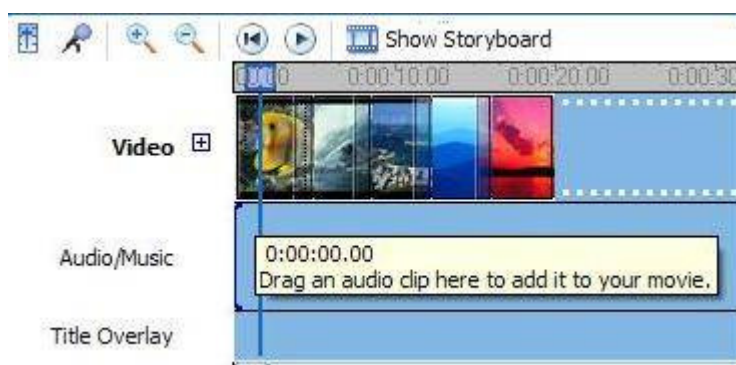 Show Storyboard
0:00:10.00 0:00:20.00
Video
Audio/Music
0:00:00.00
Drag an audio clip here to add it to your movie.
Title Overlay